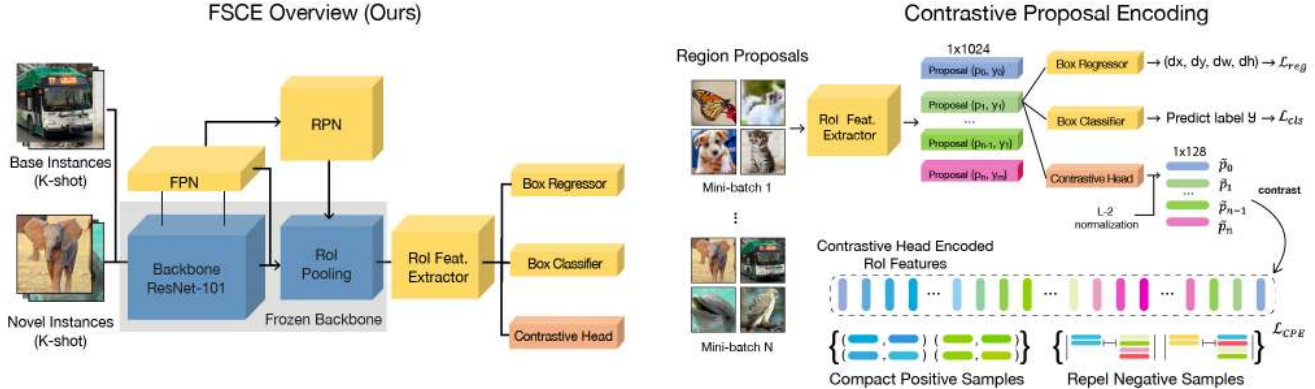 FSCE Overview (Ours)
Base Instances
(K-shot)
Novel Instances
(K-shot)
FPN
RPN
Backbone
ResNet-101
RoI
Pooling
Frozen Backbone
RoI Feat.
Extractor
Box Regressor
Box Classifier
Contrastive Head
Contrastive Proposal Encoding
Region Proposals
Mini-batch 1
⋮
Mini-batch N
RoI Feat.
Extractor
1x1024
Proposal (p₀, y₀)
Proposal (p₁, y₁)
...
Proposal (pₙ₋₁, y₁)
Proposal (pₙ, yₘ)
Box Regressor → (dx, dy, dw, dh) → ℒ_reg
Box Classifier → Predict label y → ℒ_cls
Contrastive Head
L-2
normalization
1x128
p̃₀
p̃₁
...
p̃ₙ₋₁
p̃ₙ
contrast
Contrastive Head Encoded
RoI Features
... ... ...
ℒ_CPE
{( , ) ( , )
( , ) ( , )}
Compact Positive Samples
{| | | |}
Repel Negative Samples